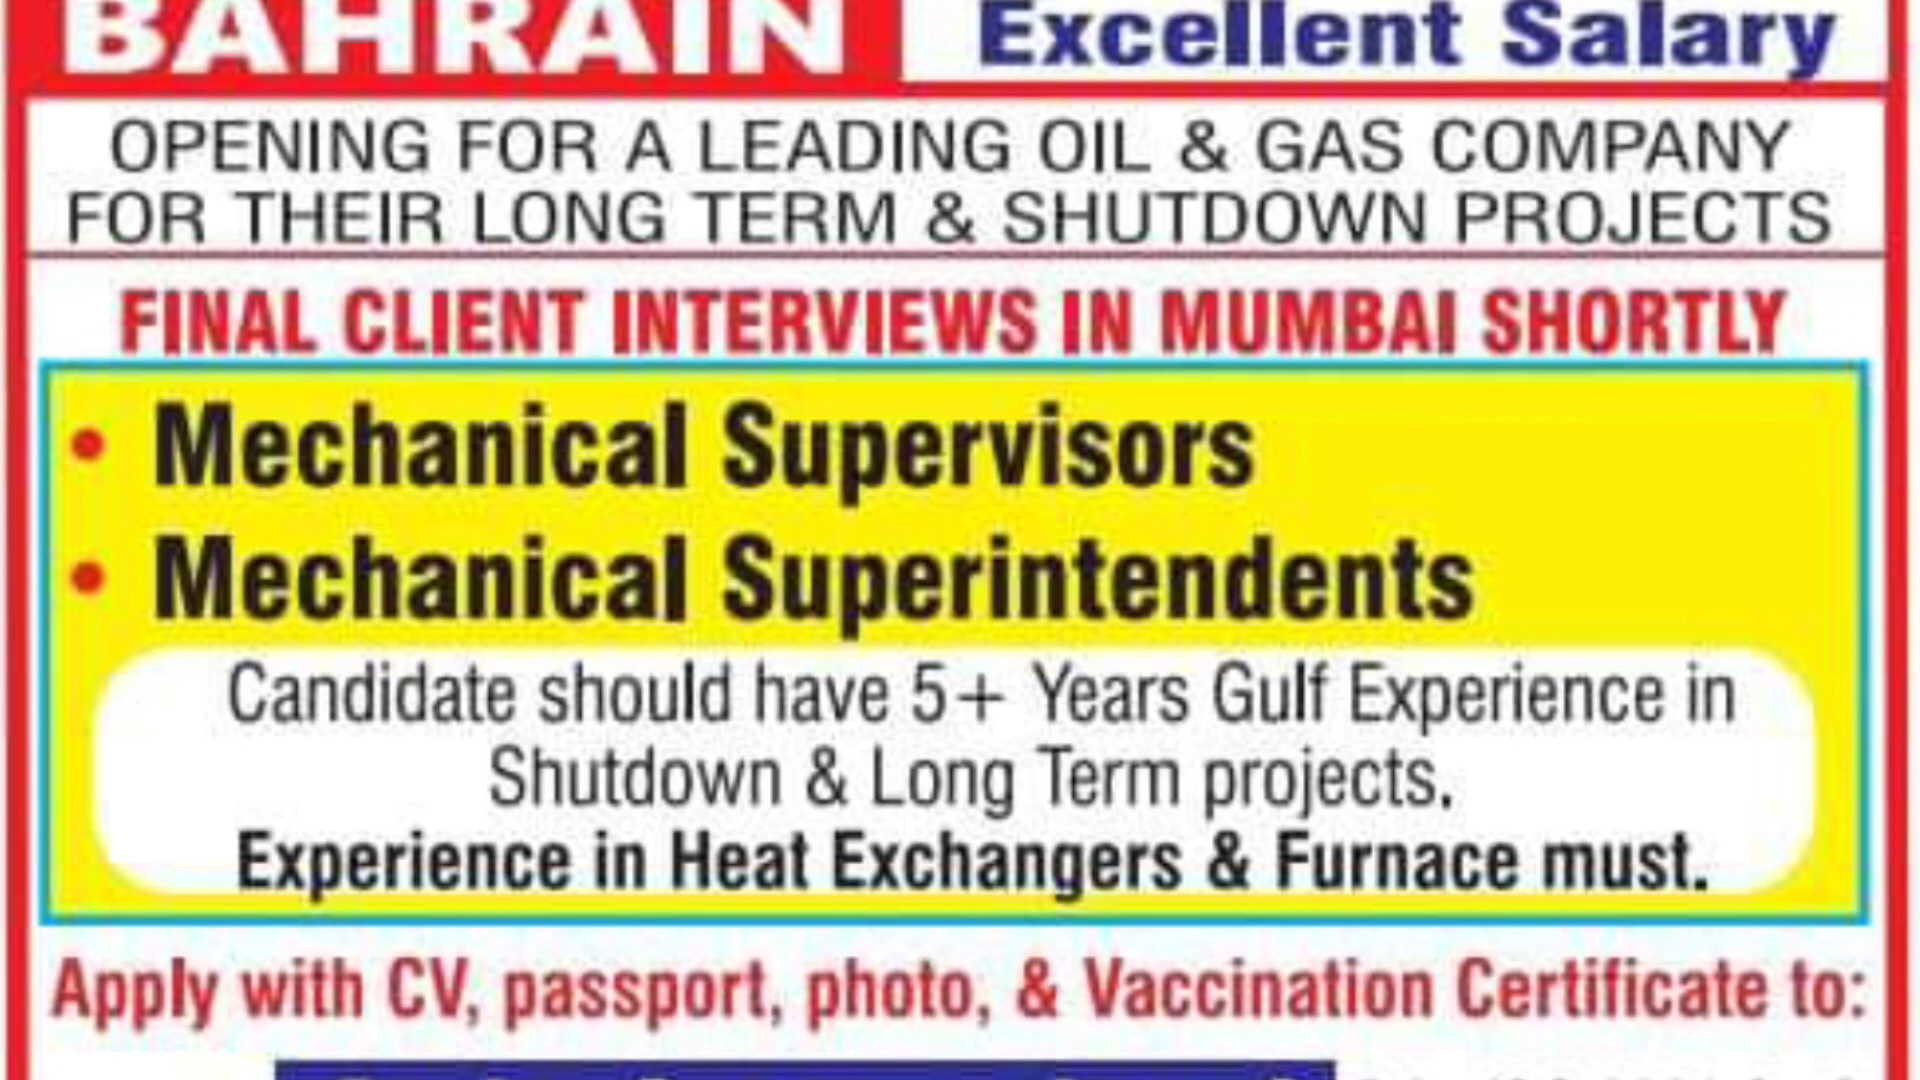 BAHRAIN Excellent Salary
OPENING FOR A LEADING OIL & GAS COMPANY
FOR THEIR LONG TERM & SHUTDOWN PROJECTS
FINAL CLIENT INTERVIEWS IN MUMBAI SHORTLY
• Mechanical Supervisors
• Mechanical Superintendents
Candidate should have 5+ Years Gulf Experience in
Shutdown & Long Term projects.
Experience in Heat Exchangers & Furnace must.
Apply with CV, passport, photo, & Vaccination Certificate to: